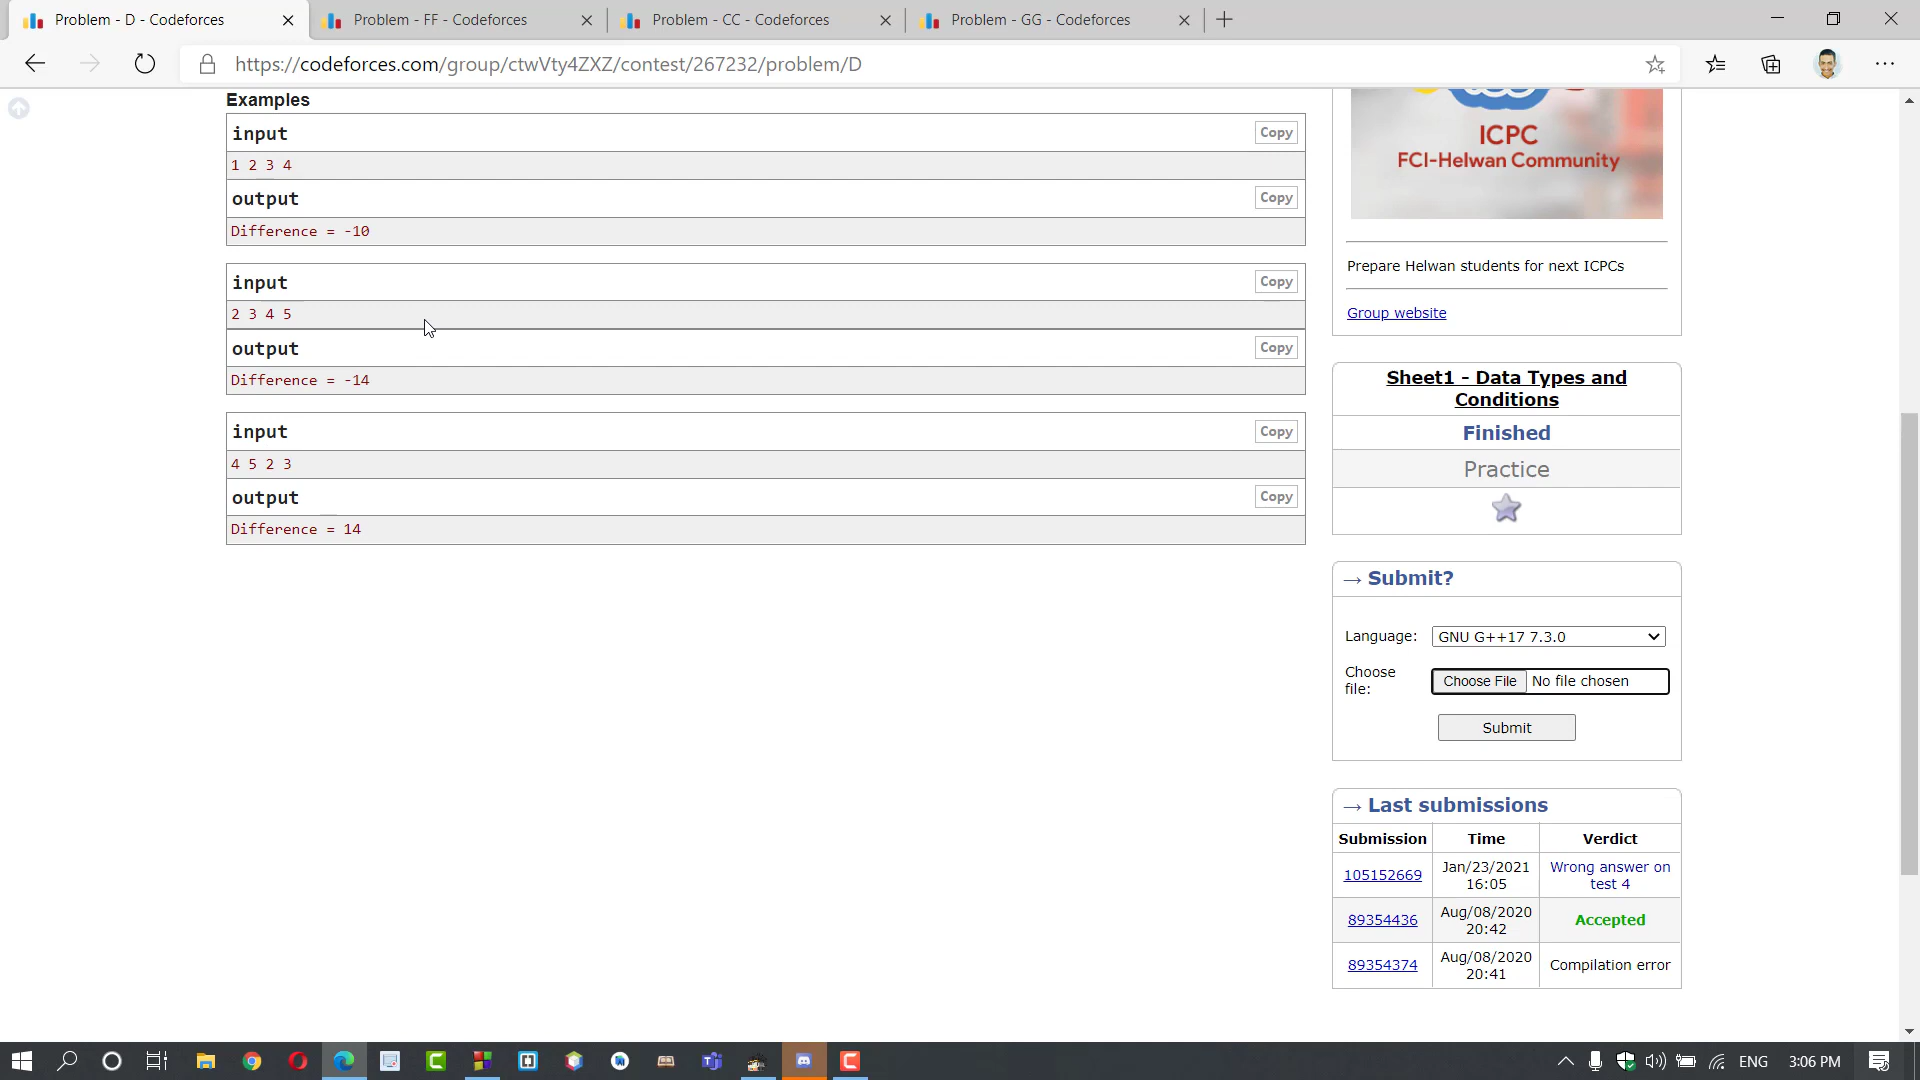 Problem - D - Codeforces
Problem - FF - Codeforces
Problem - CC - Codeforces
Problem - GG - Codeforces
https://codeforces.com/group/ctwVty4ZXZ/contest/267232/problem/D
Examples
input
Copy
1 2 3 4
output
Copy
Difference = -10
input
Copy
2 3 4 5
output
Copy
Difference = -14
input
Copy
4 5 2 3
output
Copy
Difference = 14
ICPC
FCI-Helwan Community
Prepare Helwan students for next ICPCs
Group website
Sheet1 - Data Types and
Conditions
Finished
Practice
→ Submit?
Language: GNU G++17 7.3.0
Choose
file:
Choose File No file chosen
Submit
→ Last submissions
Submission Time Verdict
105152669 Jan/23/2021
16:05 Wrong answer on
test 4
89354436 Aug/08/2020
20:42 Accepted
89354374 Aug/08/2020
20:41 Compilation error
ENG 3:06 PM